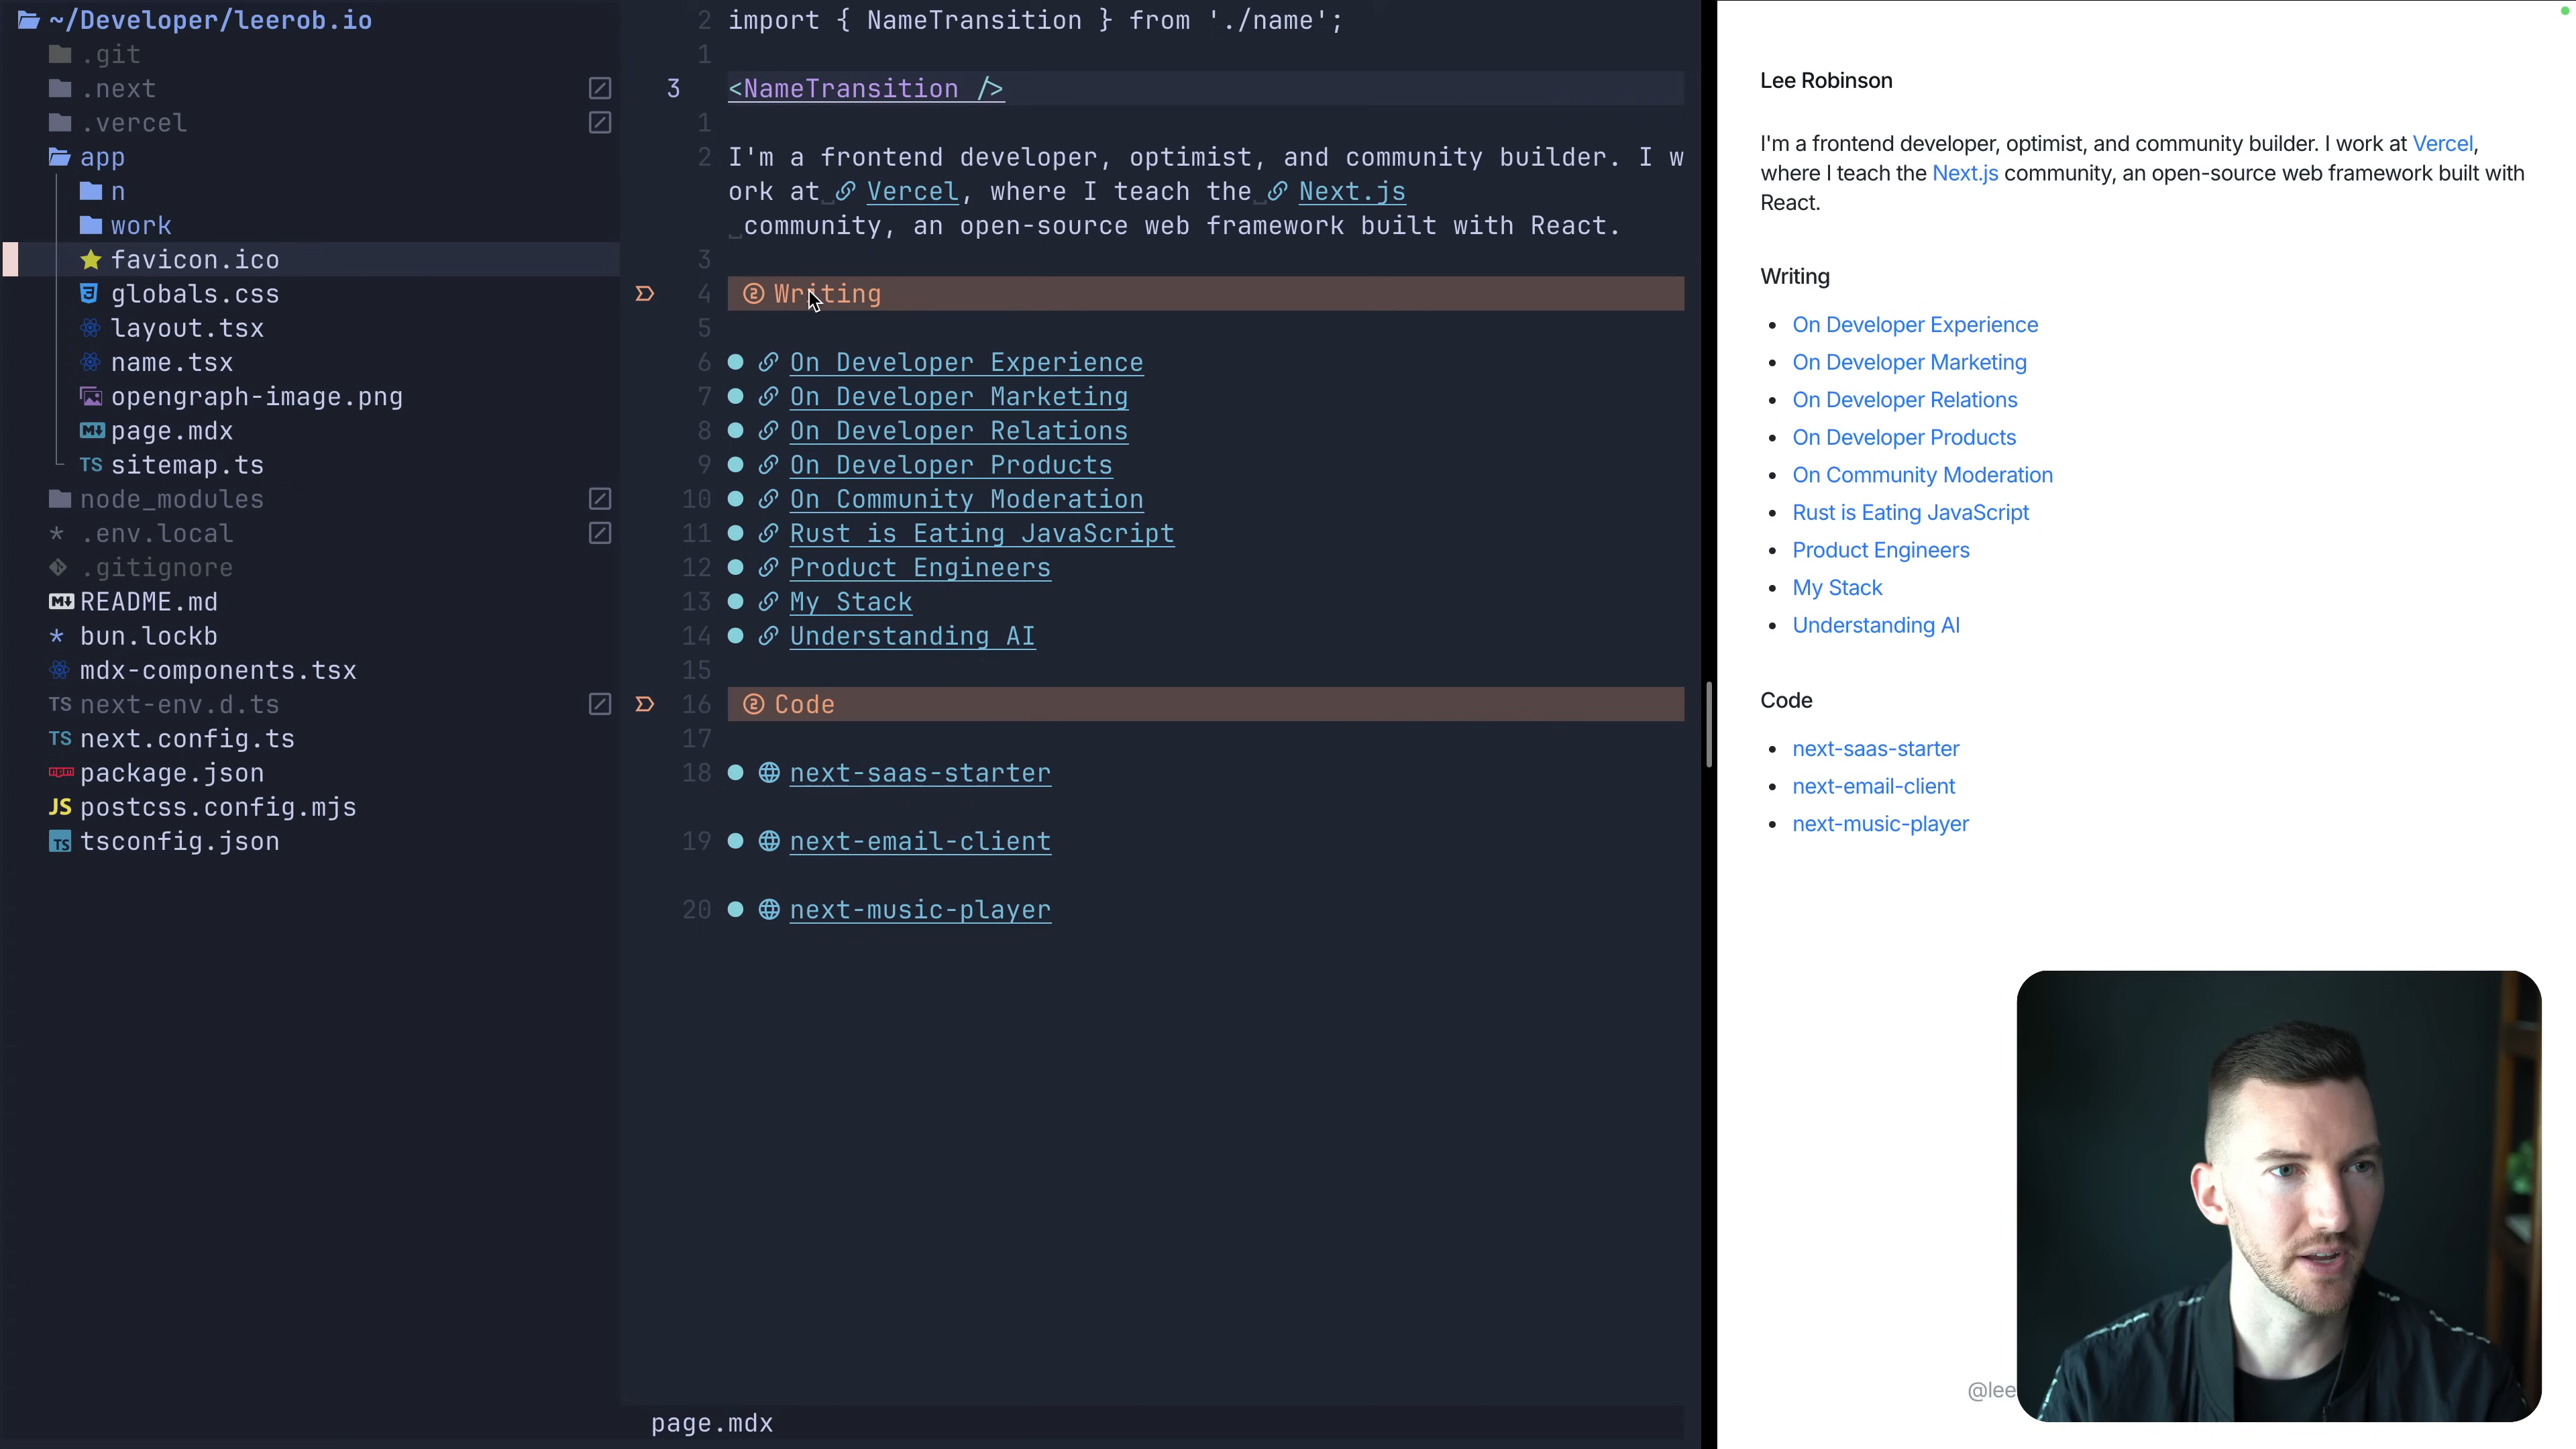 ~/Developer/leerob.io
.git
.next
.vercel
app
n
work
favicon.ico
globals.css
layout.tsx
name.tsx
opengraph-image.png
page.mdx
TS sitemap.ts
node_modules
* .env.local
.gitignore
README.md
* bun.lockb
mdx-components.tsx
TS next-env.d.ts
TS next.config.ts
package.json
JS postcss.config.mjs
TS tsconfig.json
2 import { NameTransition } from './name';
1
3 <NameTransition />
1
2 I'm a frontend developer, optimist, and community builder. I w
ork at Vercel, where I teach the Next.js
community, an open-source web framework built with React.
3
4 ② Writing
5
6 On Developer Experience
7 On Developer Marketing
8 On Developer Relations
9 On Developer Products
10 On Community Moderation
11 Rust is Eating JavaScript
12 Product Engineers
13 My Stack
14 Understanding AI
15
16 ② Code
17
18 next-saas-starter
19 next-email-client
20 next-music-player
page.mdx
Lee Robinson
I'm a frontend developer, optimist, and community builder. I work at Vercel,
where I teach the Next.js community, an open-source web framework built with
React.
Writing
• On Developer Experience
• On Developer Marketing
• On Developer Relations
• On Developer Products
• On Community Moderation
• Rust is Eating JavaScript
• Product Engineers
• My Stack
• Understanding AI
Code
• next-saas-starter
• next-email-client
• next-music-player
@lee